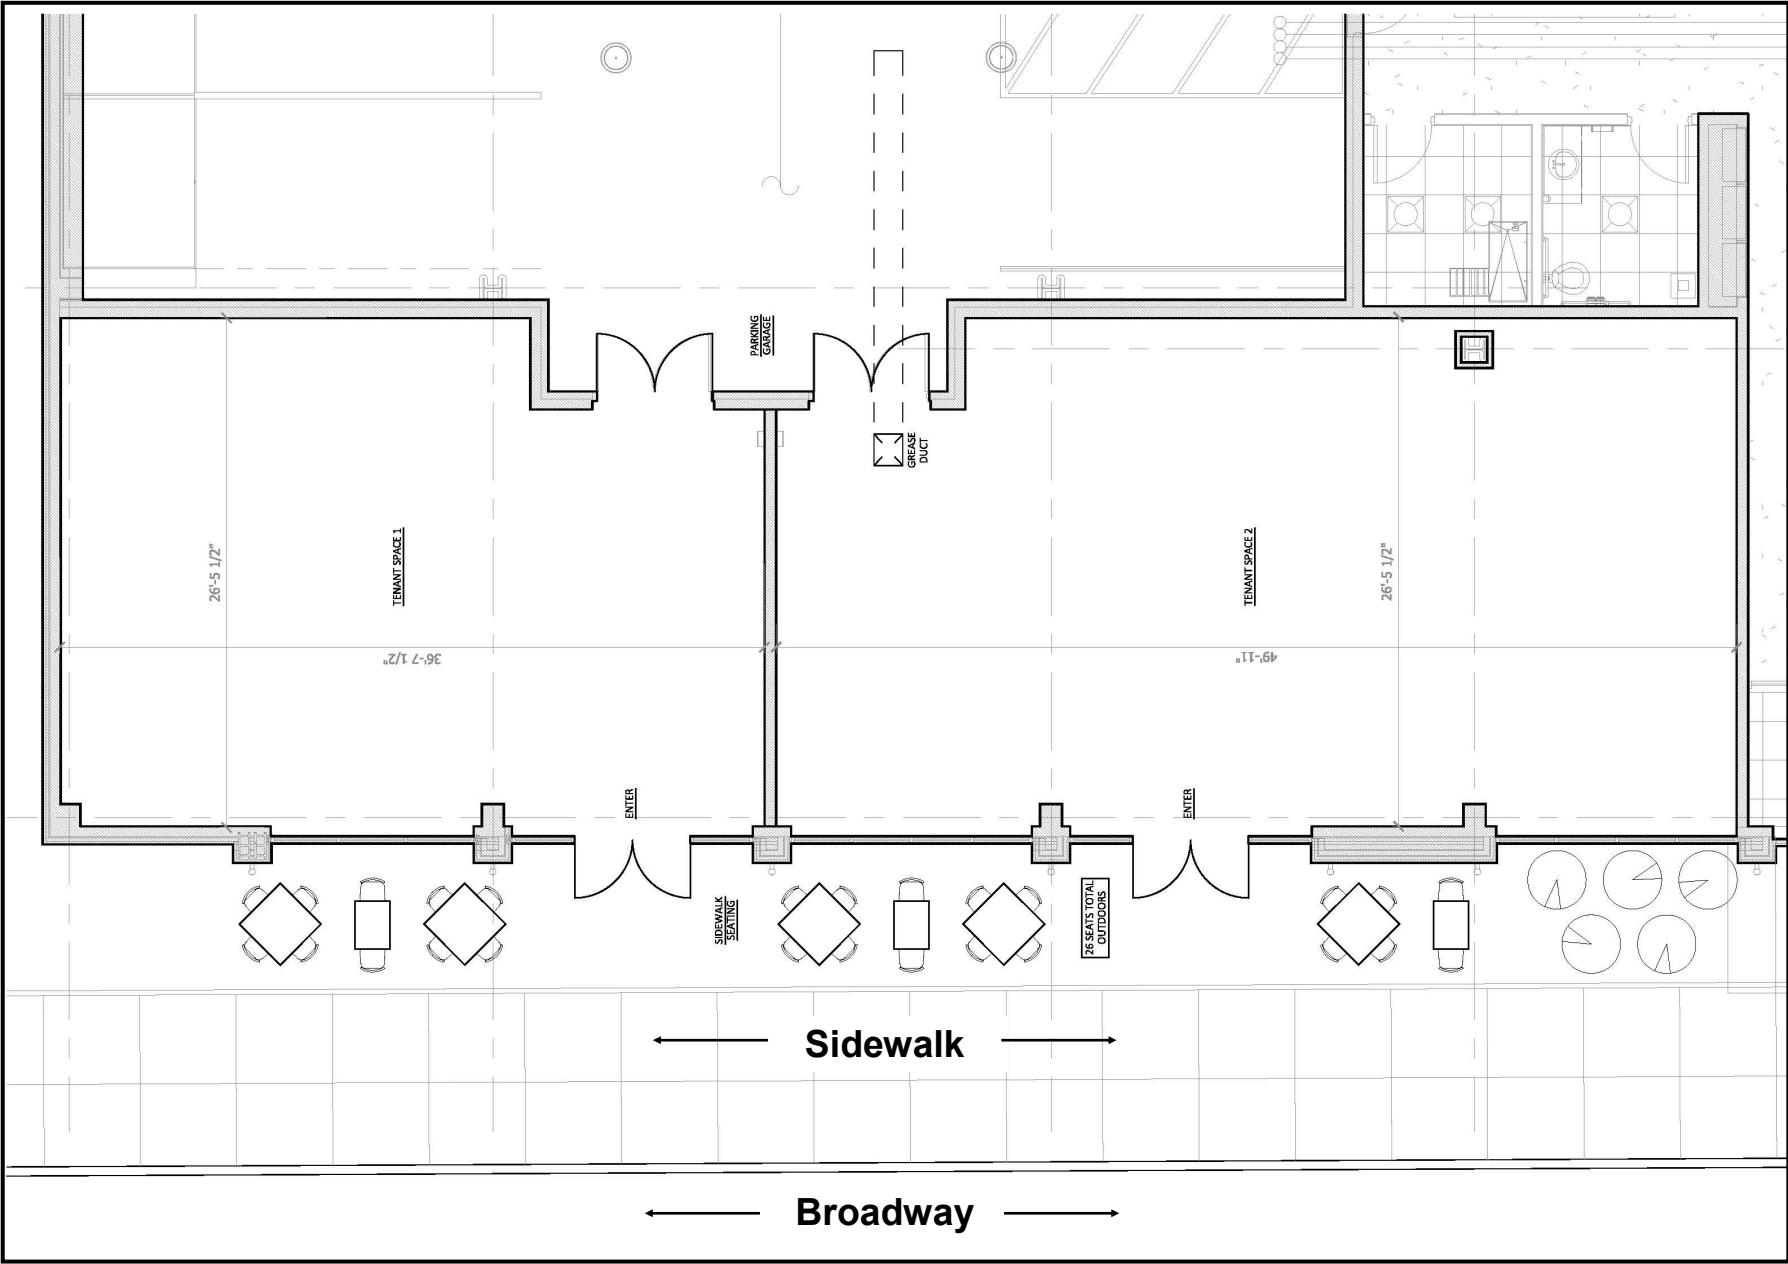 PARKING
GARAGE
GREASE
DUCT
TENANT SPACE 1
TENANT SPACE 2
26'-5 1/2"
26'-5 1/2"
36'-7 1/2"
49'-11"
ENTER
ENTER
SIDEWALK
SEATING
26 SEATS TOTAL
OUTDOORS
Sidewalk
Broadway